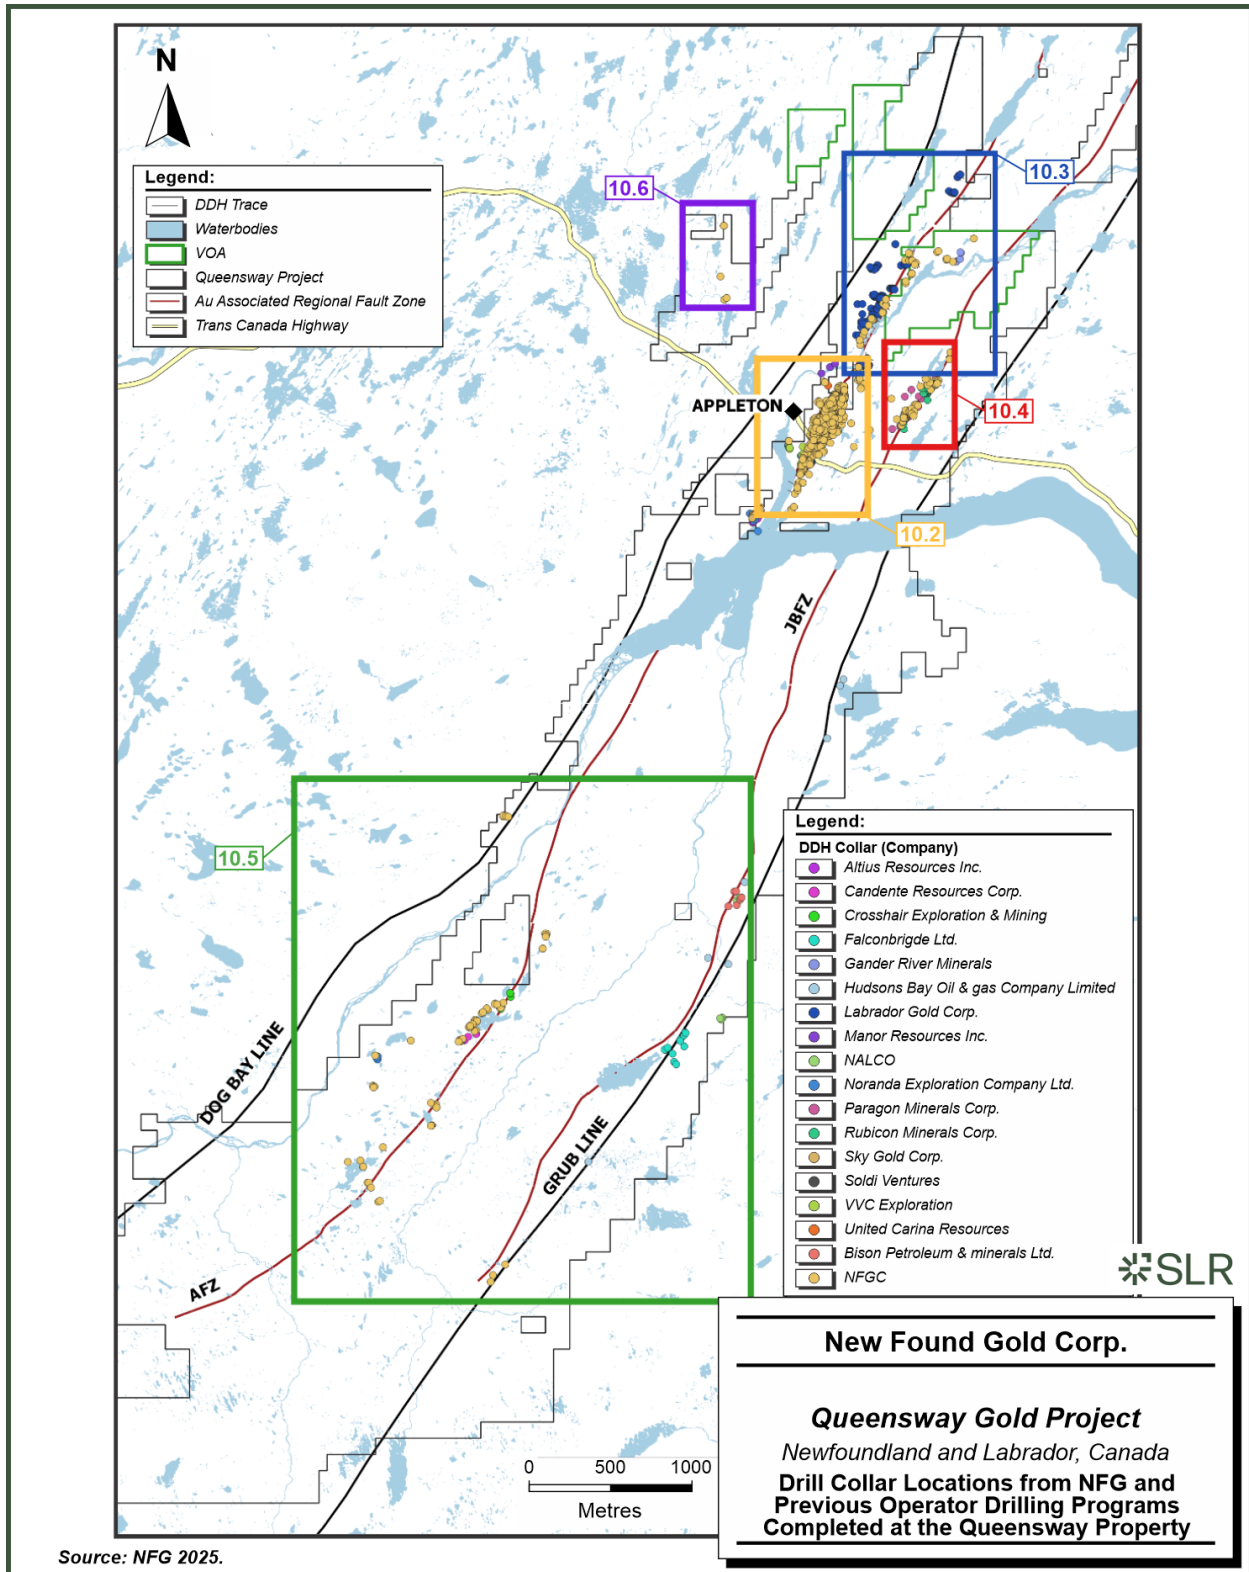 N
Legend:
DDH Trace
Waterbodies
VOA
Queensway Project
Au Associated Regional Fault Zone
Trans Canada Highway
10.6
10.3
APPLETON
10.4
10.2
JBFZ
10.5
DOG BAY LINE
GRUB LINE
AFZ
Legend:
DDH Collar (Company)
Altius Resources Inc.
Candente Resources Corp.
Crosshair Exploration & Mining
Falconbrigde Ltd.
Gander River Minerals
Hudsons Bay Oil & gas Company Limited
Labrador Gold Corp.
Manor Resources Inc.
NALCO
Noranda Exploration Company Ltd.
Paragon Minerals Corp.
Rubicon Minerals Corp.
Sky Gold Corp.
Soldi Ventures
VVC Exploration
United Carina Resources
Bison Petroleum & minerals Ltd.
NFGC
SLR
0 500 1000
Metres
New Found Gold Corp.
Queensway Gold Project
Newfoundland and Labrador, Canada
Drill Collar Locations from NFG and
Previous Operator Drilling Programs
Completed at the Queensway Property
Source: NFG 2025.